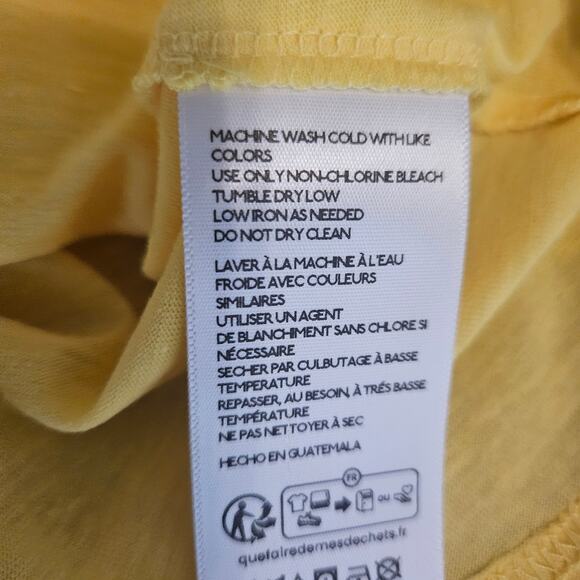 MACHINE WASH COLD WITH LIKE
COLORS
USE ONLY NON-CHLORINE BLEACH
TUMBLE DRY LOW
LOW IRON AS NEEDED
DO NOT DRY CLEAN
LAVER À LA MACHINE À L'EAU
FROIDE AVEC COULEURS
SIMILAIRES
UTILISER UN AGENT
DE BLANCHIMENT SANS CHLORE SI
NÉCESSAIRE
SECHER PAR CULBUTAGE À BASSE
TEMPERATURE
REPASSER, AU BESOIN, À TRÉS BASSE
TEMPÉRATURE
NE PAS NETTOYER À SEC
HECHO EN GUATEMALA
FR
OU
quefairedemesdechets.fr